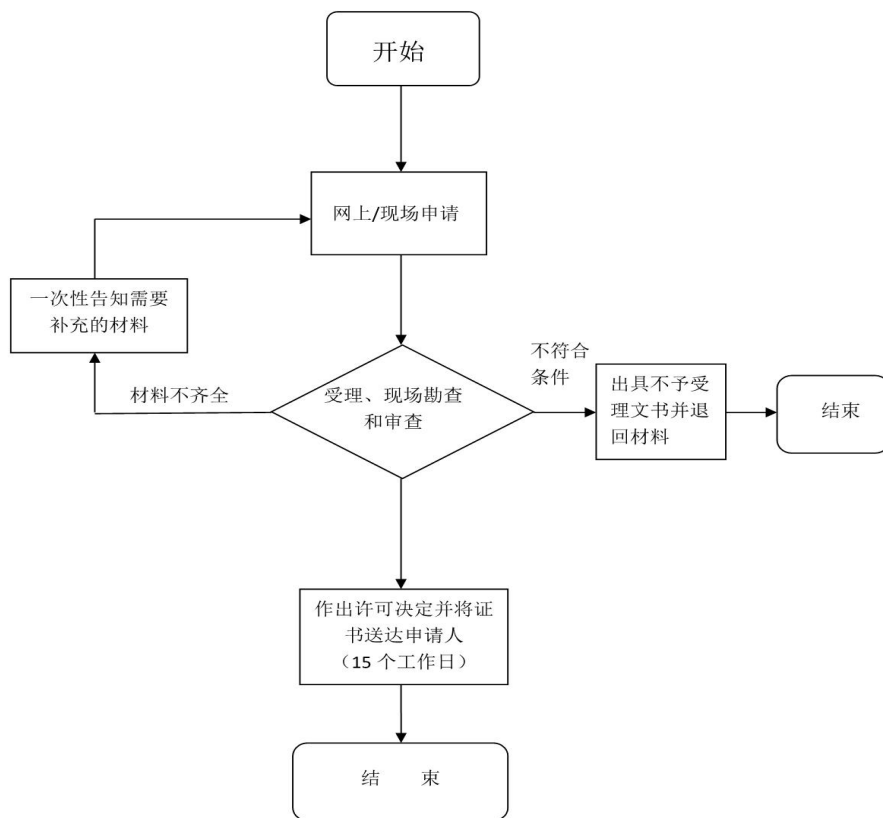 开始
网上/现场申请
一次性告知需要
补充的材料
材料不齐全
受理、现场勘查
和审查
不符合
条件
出具不予受
理文书并退
回材料
结束
作出许可决定并将证
书送达申请人
（15 个工作日）
结 束